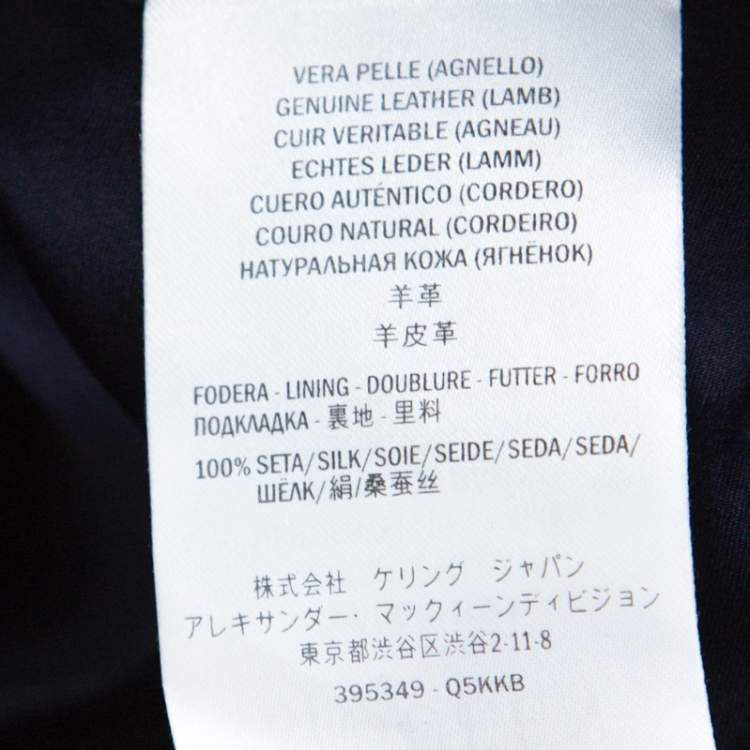 VERA PELLE (AGNELLO)
GENUINE LEATHER (LAMB)
CUIR VERITABLE (AGNEAU)
ECHTES LEDER (LAMM)
CUERO AUTÉNTICO (CORDERO)
COURO NATURAL (CORDEIRO)
НАТУРАЛЬНАЯ КОЖА (ЯГНЁНОК)
羊革
羊皮革
FODERA - LINING - DOUBLURE - FUTTER - FORRO
ПОДКЛАДКА - 裏地 - 里料
100% SETA/SILK/SOIE/SEIDE/SEDA/SEDA/
ШЁЛК/絹/桑蚕丝
株式会社 ケリング ジャパン
アレキサンダー・マックィーンディビジョン
東京都渋谷区渋谷2-11-8
395349 - Q5KKB